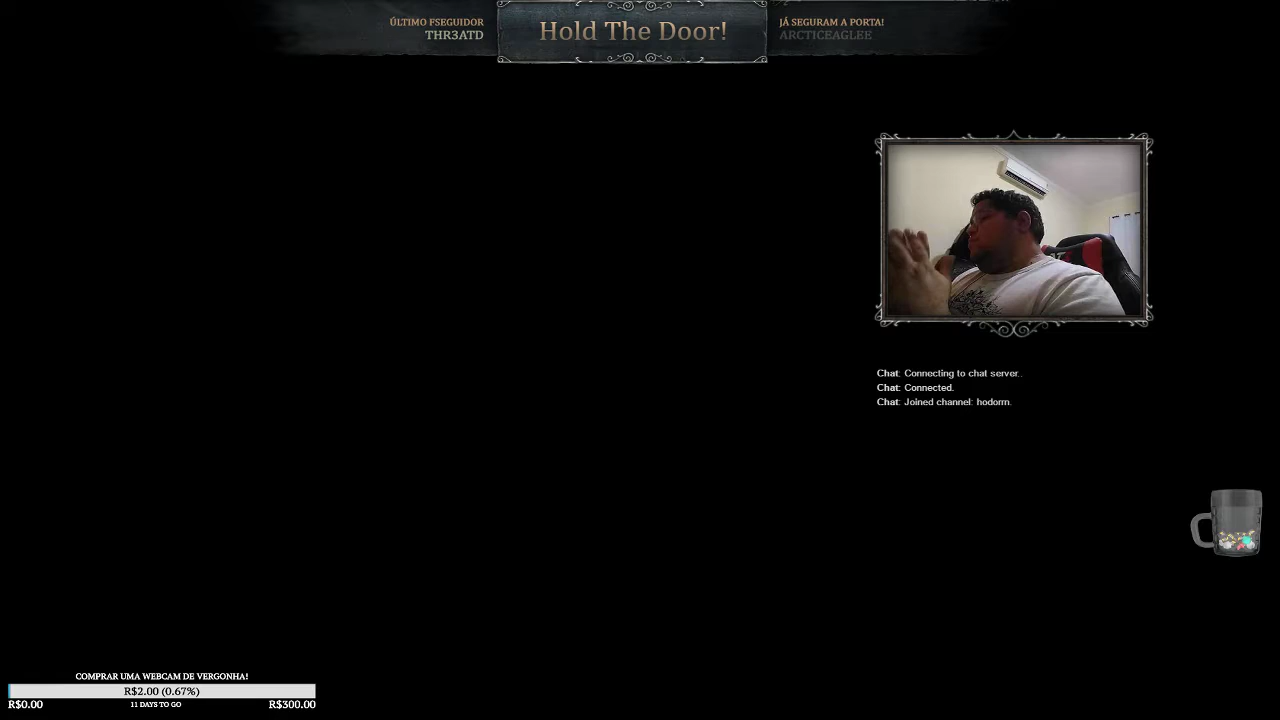 ÚLTIMO FSEGUIDOR
THR3ATD
Hold The Door!
JÁ SEGURAM A PORTA!
ARCTICEAGLEE
Chat: Connecting to chat server..
Chat: Connected.
Chat: Joined channel: hodorrn.
COMPRAR UMA WEBCAM DE VERGONHA!
R$2.00 (0.67%)
R$0.00
11 DAYS TO GO
R$300.00